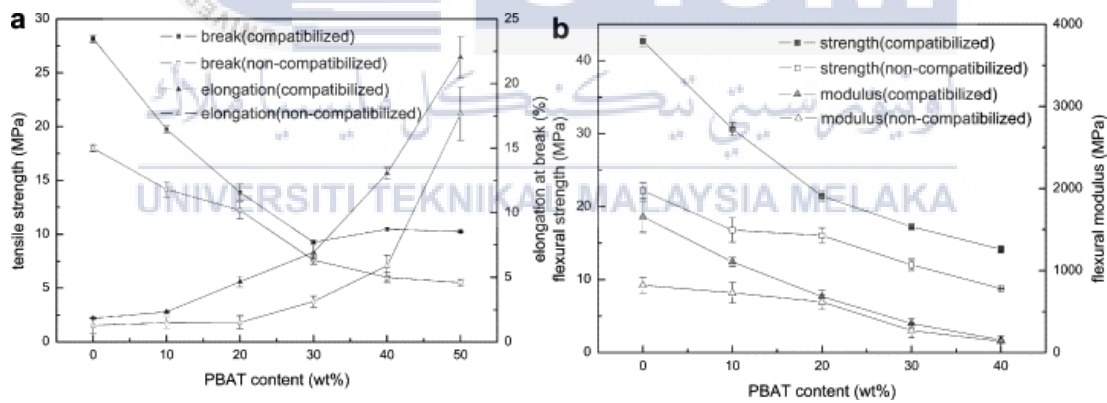 a
30
25
20
15
10
5
0
tensile strength (MPa)
break(compatibilized)
break(non-compatibilized)
elongation(compatibilized)
elongation(non-compatibilized)
25
20
15
10
5
0
elongation at break (%)
0 10 20 30 40 50
PBAT content (wt%)
b
40
30
20
10
0
flexural strength (MPa)
strength(compatibilized)
strength(non-compatibilized)
modulus(compatibilized)
modulus(non-compatibilized)
4000
3000
2000
1000
0
flexural modulus (MPa)
0 10 20 30 40
PBAT content (wt%)
اونيۏرسيتي تيكنيكل مليسيا ملاك
UNIVERSITI TEKNIKAL MALAYSIA MELAKA